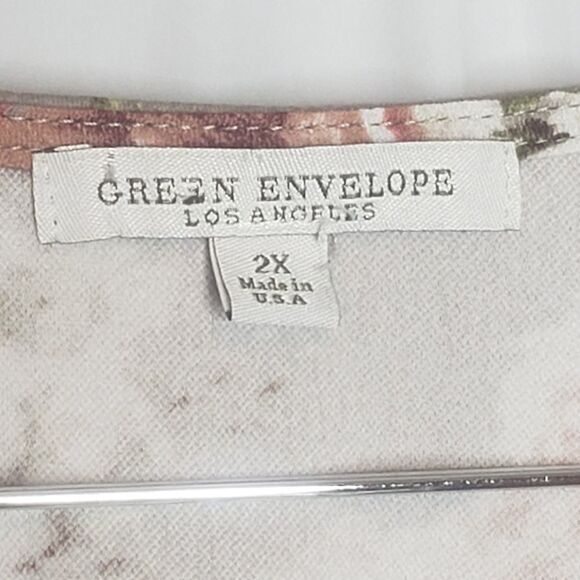 GREEN ENVELOPE
LOS ANGELES
2X
Made in
U.S.A